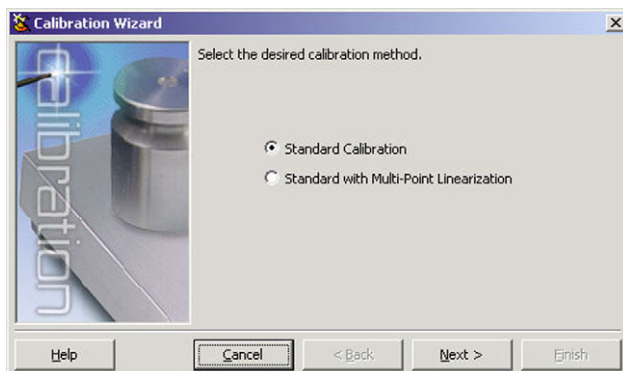 Calibration Wizard
calibration
Select the desired calibration method.
Standard Calibration
Standard with Multi-Point Linearization
Help
Cancel
< Back
Next >
Finish